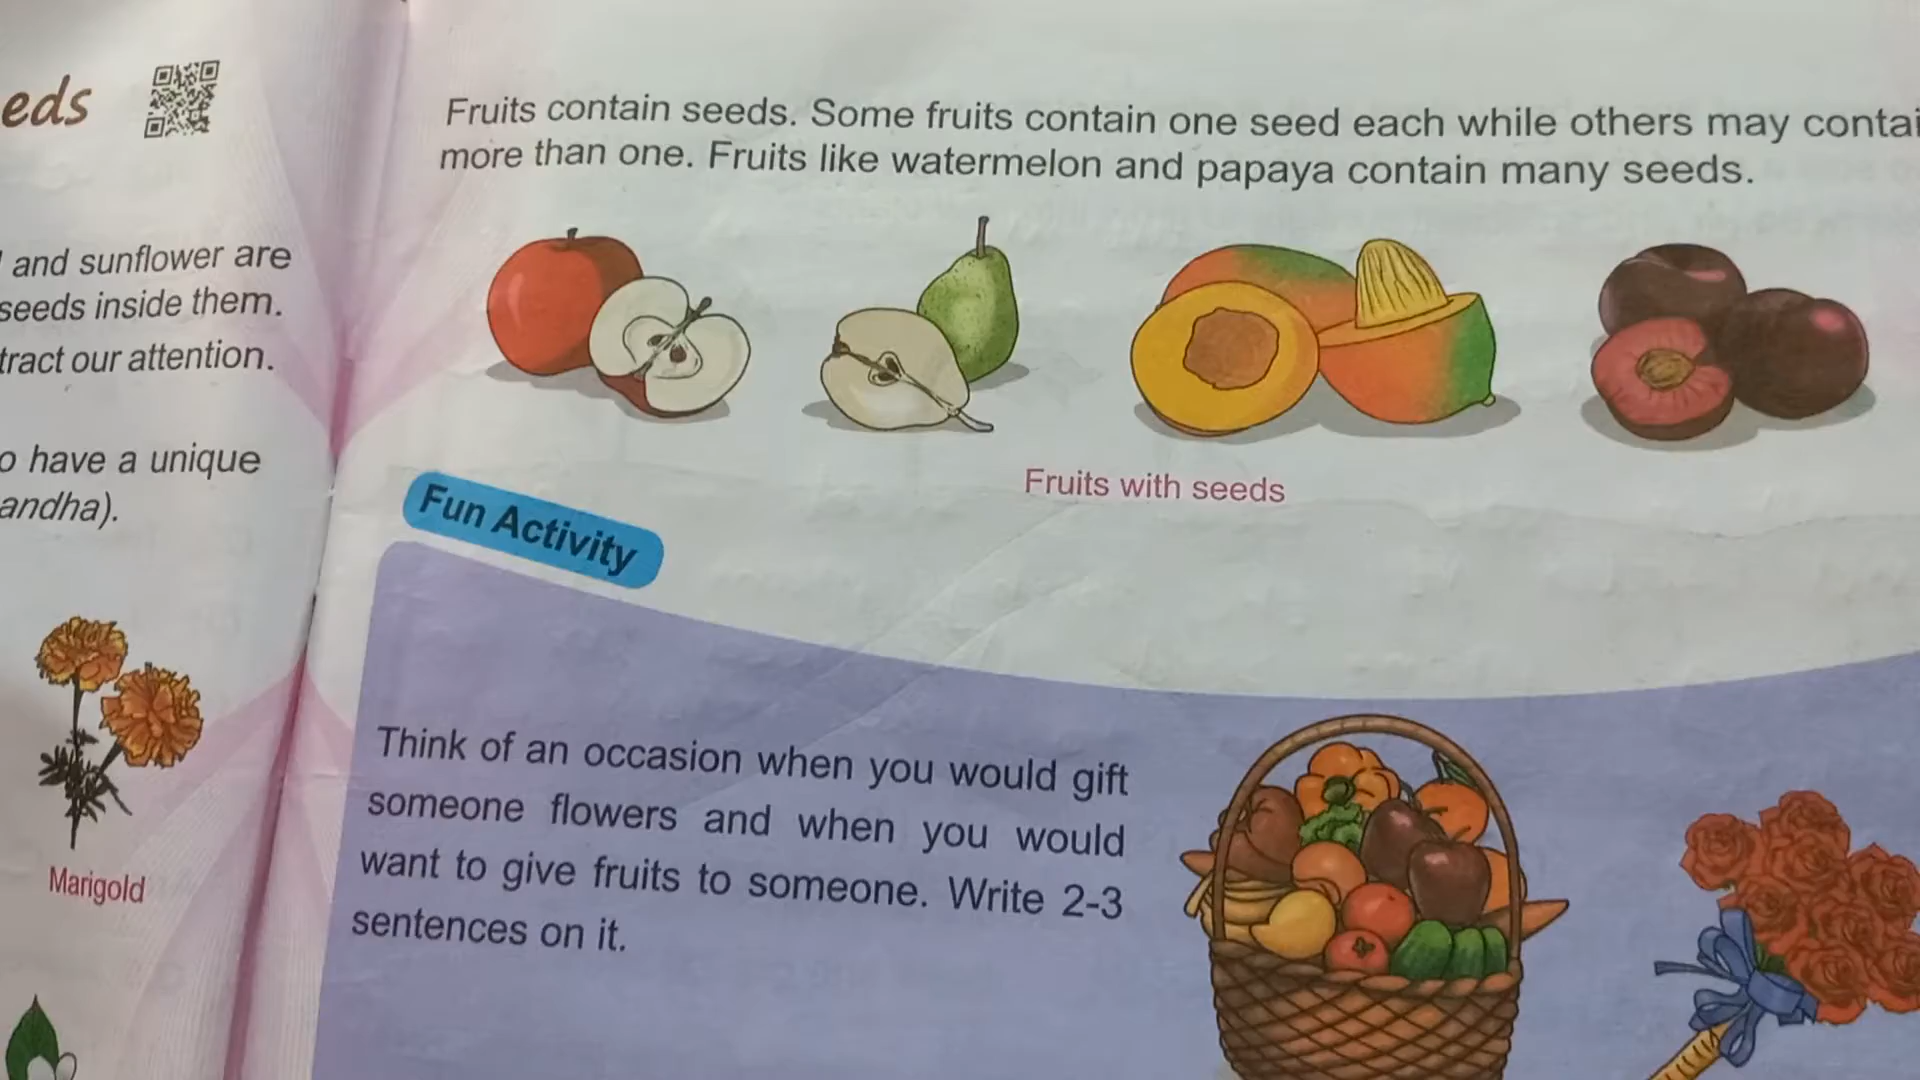 eds
and sunflower are
seeds inside them.
tract our attention.
o have a unique
andha).
Marigold
Fruits contain seeds. Some fruits contain one seed each while others may contai
more than one. Fruits like watermelon and papaya contain many seeds.
Fruits with seeds
Fun Activity
Think of an occasion when you would gift
someone flowers and when you would
want to give fruits to someone. Write 2-3
sentences on it.